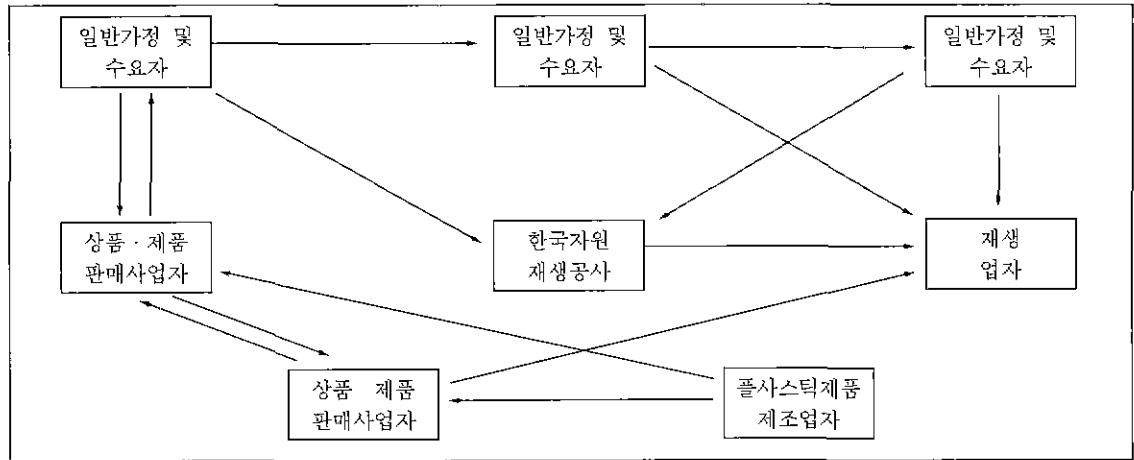 일반가정 및
수요자
일반가정 및
수요자
일반가정 및
수요자
상품·제품
판매사업자
한국자원
재생공사
재생
업자
상품 제품
판매사업자
플사스틱제품
제조업자